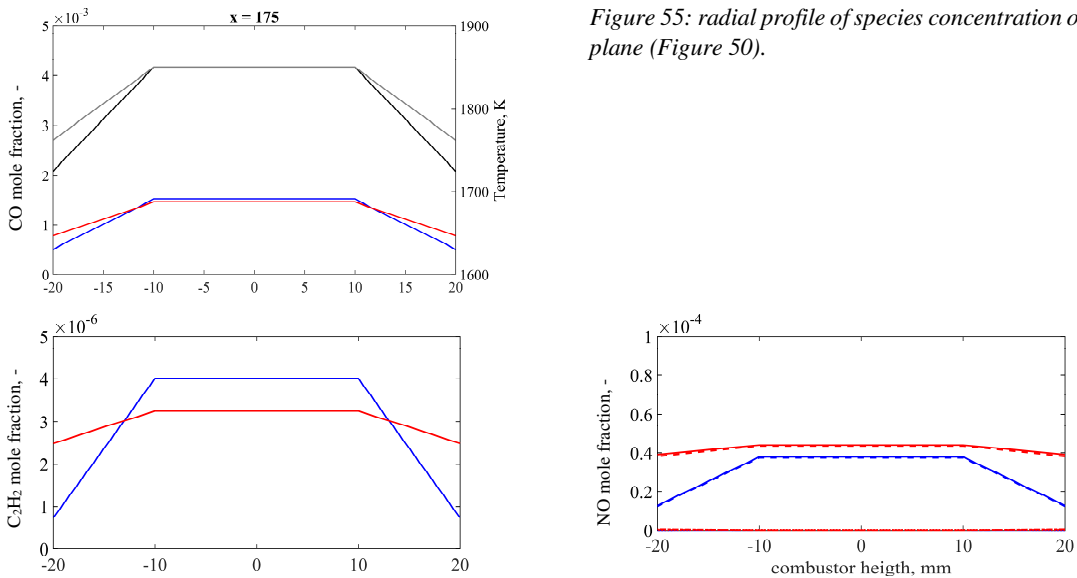 ×10⁻³
x = 175
5
4
3
2
1
0
CO mole fraction, -
1900
1800
1700
1600
Temperature, K
-20 -15 -10 -5 0 5 10 15 20
Figure 55: radial profile of species concentration o
plane (Figure 50).
×10⁻⁶
5
4
3
2
1
0
C₂H₂ mole fraction, -
-20 -10 0 10 20
×10⁻⁴
1
0.8
0.6
0.4
0.2
0
NO mole fraction, -
-20 -10 0 10 20
combustor heigth, mm